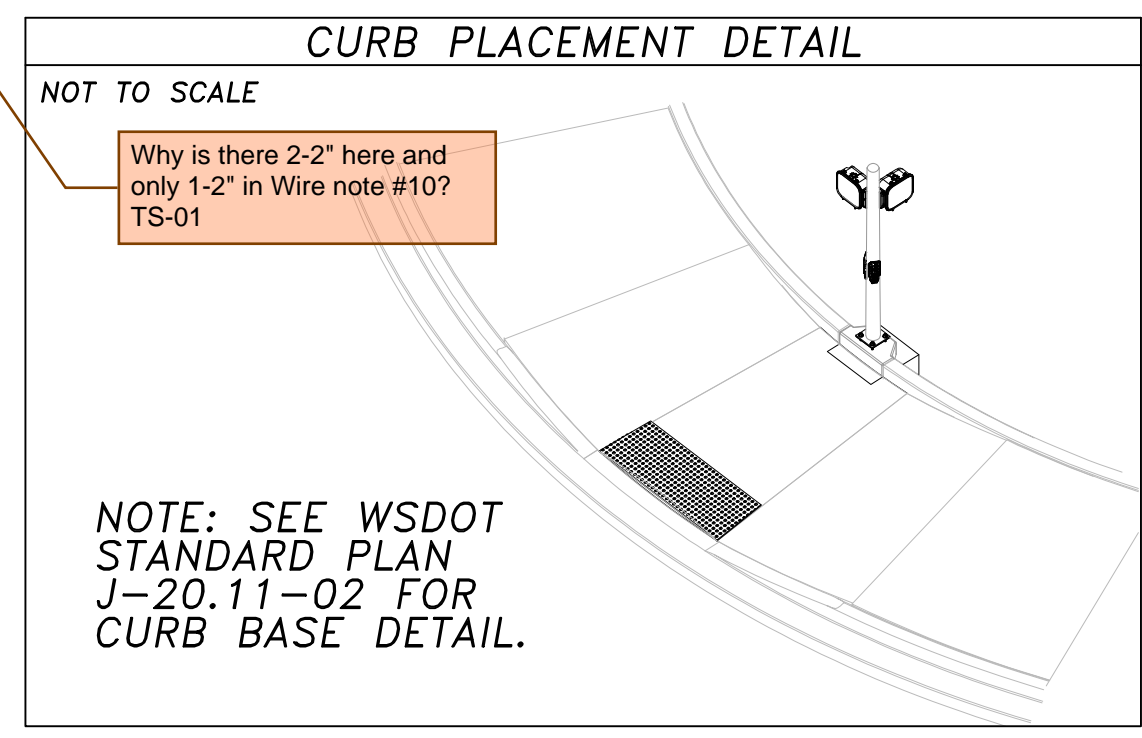 CURB PLACEMENT DETAIL
NOT TO SCALE
Why is there 2-2" here and
only 1-2" in Wire note #10?
TS-01
NOTE: SEE WSDOT
STANDARD PLAN
J-20.11-02 FOR
CURB BASE DETAIL.